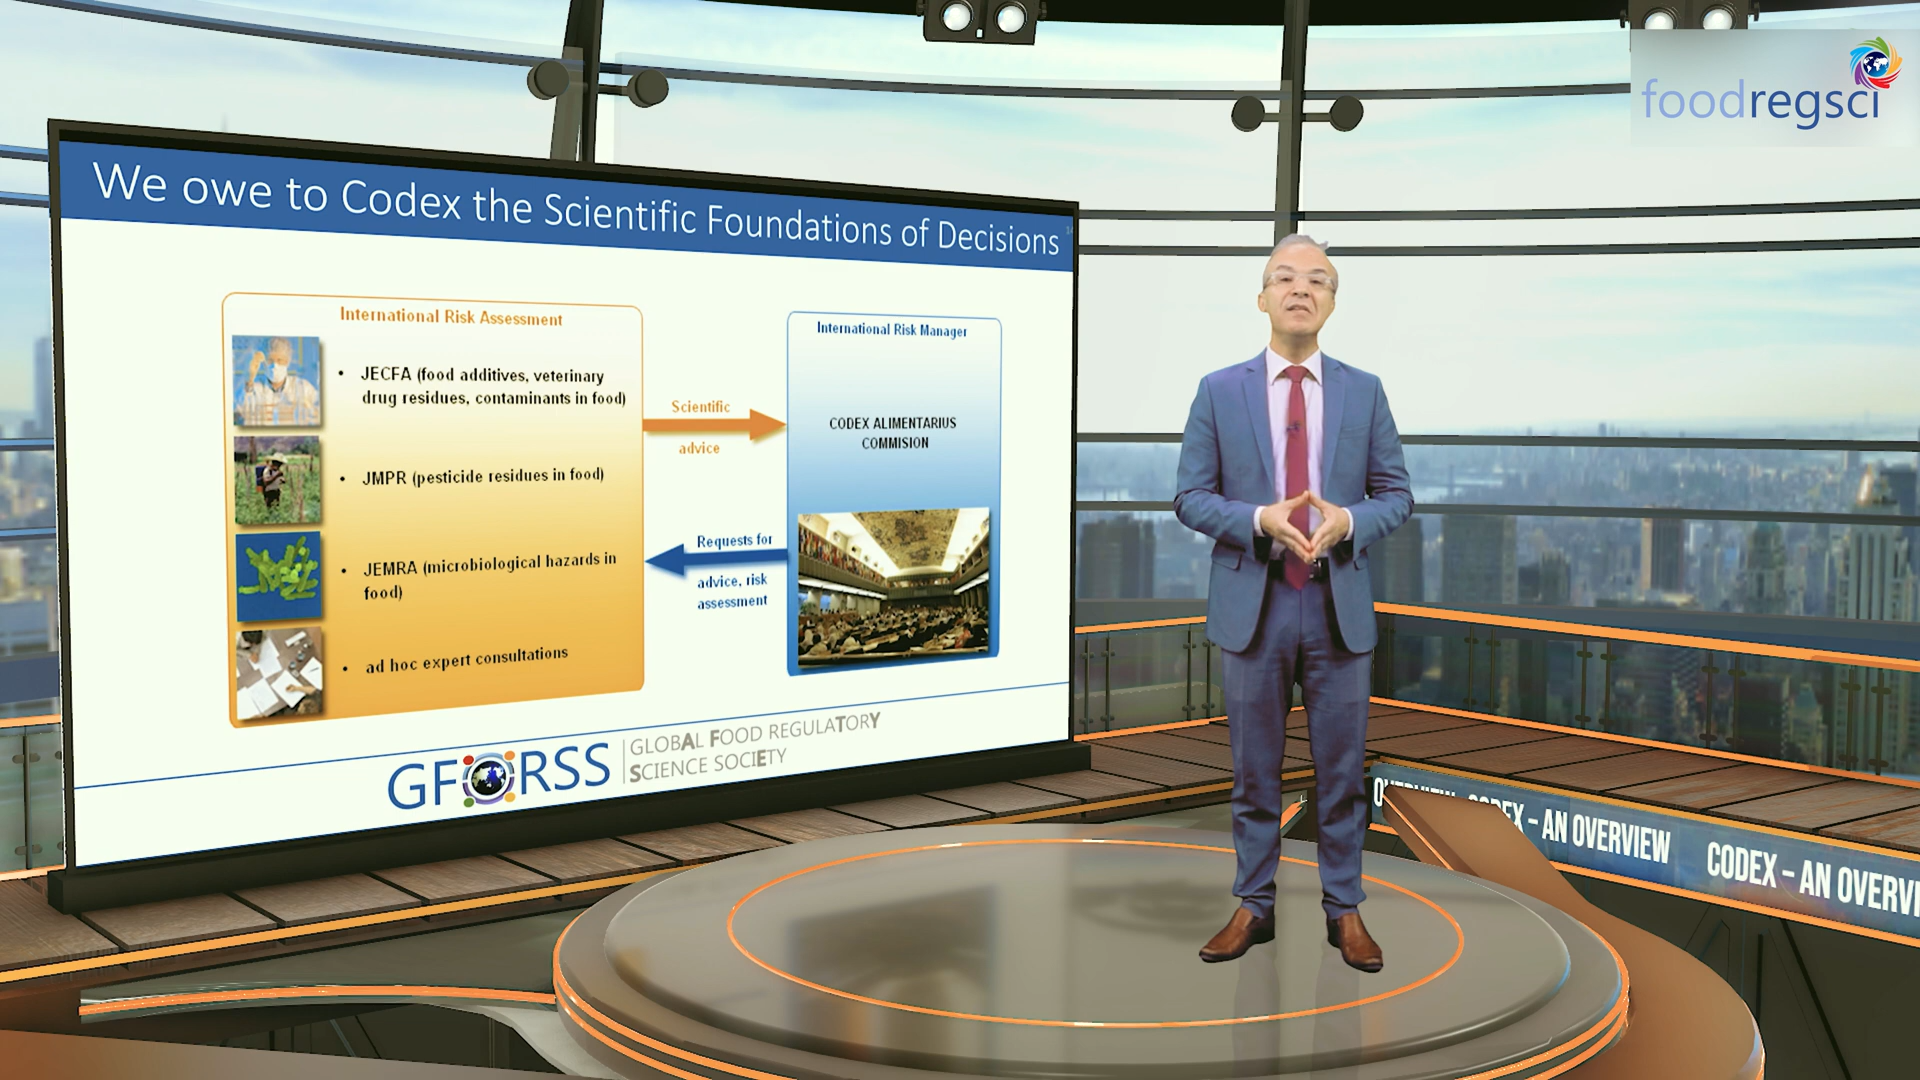 foodregsci
We owe to Codex the Scientific Foundations of Decisions
International Risk Assessment
• JECFA (food additives, veterinary
drug residues, contaminants in food)
• JMPR (pesticide residues in food)
• JEMRA (microbiological hazards in
food)
• ad hoc expert consultations
Scientific
advice
Requests for
advice, risk
assessment
International Risk Manager
CODEX ALIMENTARIUS
COMMISION
GFORSS
GLOBAL FOOD REGULATORY
SCIENCE SOCIETY
CODEX – AN OVERVIEW
CODEX – AN OVERVI